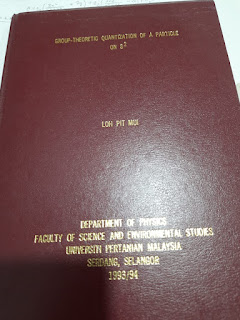 GROUP-THEORETIC QUANTIZATION OF A PARTICLE
ON S²
LOH PIT MUI
DEPARTMENT OF PHYSICS
FACULTY OF SCIENCE AND ENVIRONMENTAL STUDIES
UNIVERSITI PERTANIAN MALAYSIA
SERDANG, SELANGOR
1993/94